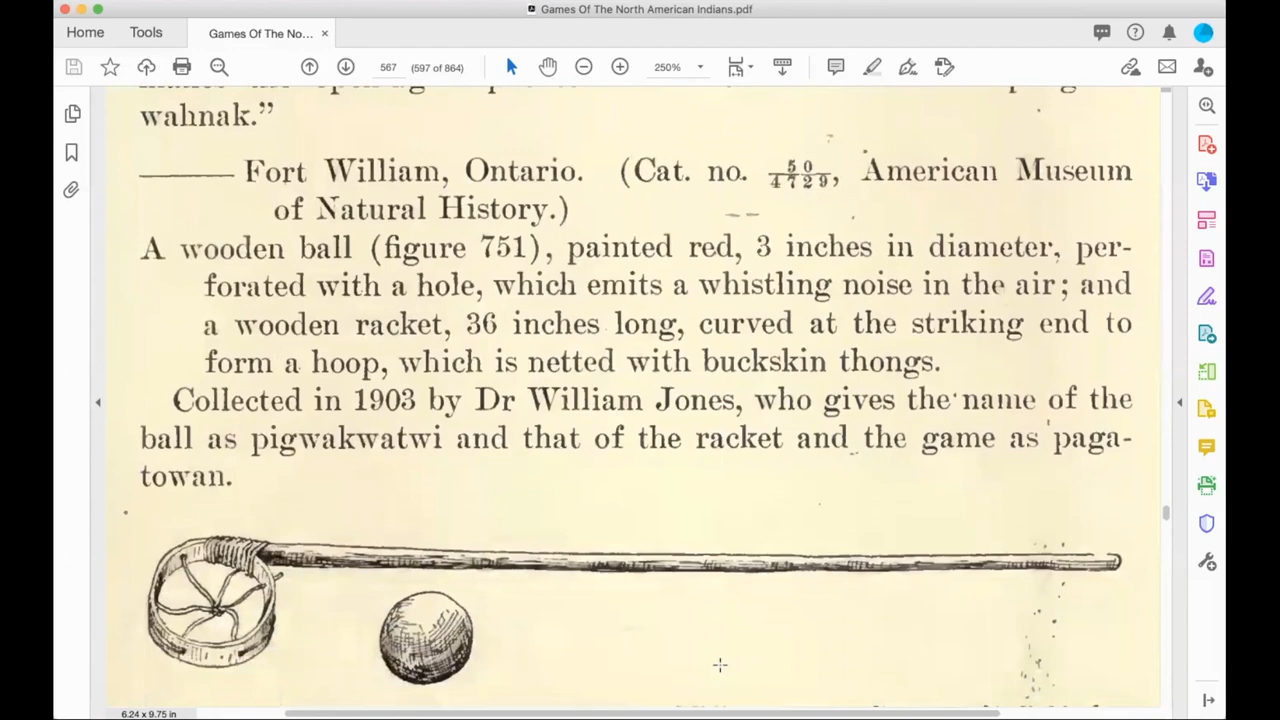 Games Of The North American Indians.pdf
Home Tools Games Of The No... ×
567 (597 of 864) 250%
wahnak.”
Fort William, Ontario. (Cat. no. 50/4729, American Museum
of Natural History.)
A wooden ball (figure 751), painted red, 3 inches in diameter, per-
forated with a hole, which emits a whistling noise in the air; and
a wooden racket, 36 inches long, curved at the striking end to
form a hoop, which is netted with buckskin thongs.
Collected in 1903 by Dr William Jones, who gives the name of the
ball as pigwakwatwi and that of the racket and the game as paga-
towan.
6.24 x 9.75 in